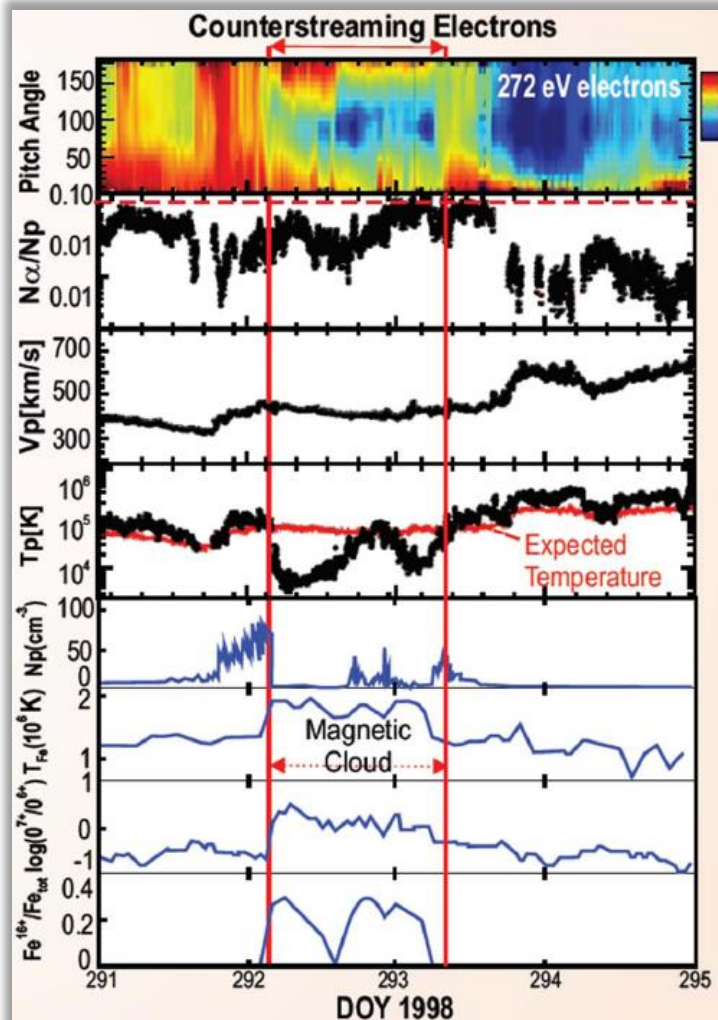 Counterstreaming Electrons
272 eV electrons
Pitch Angle
150
100
50
0.10
Nα/Np
0.01
0.01
Vp[km/s]
700
500
300
Tp[K]
10⁶
10⁵
10⁴
Expected
Temperature
Np(cm⁻³)
100
50
0
T_Fe(10⁶ K)
2
1
Magnetic
Cloud
log(0⁷⁺/0⁶⁺)
1
0
-1
Fe¹⁶⁺/Fe_tot
0.4
0.2
0
291
292
293
294
295
DOY 1998